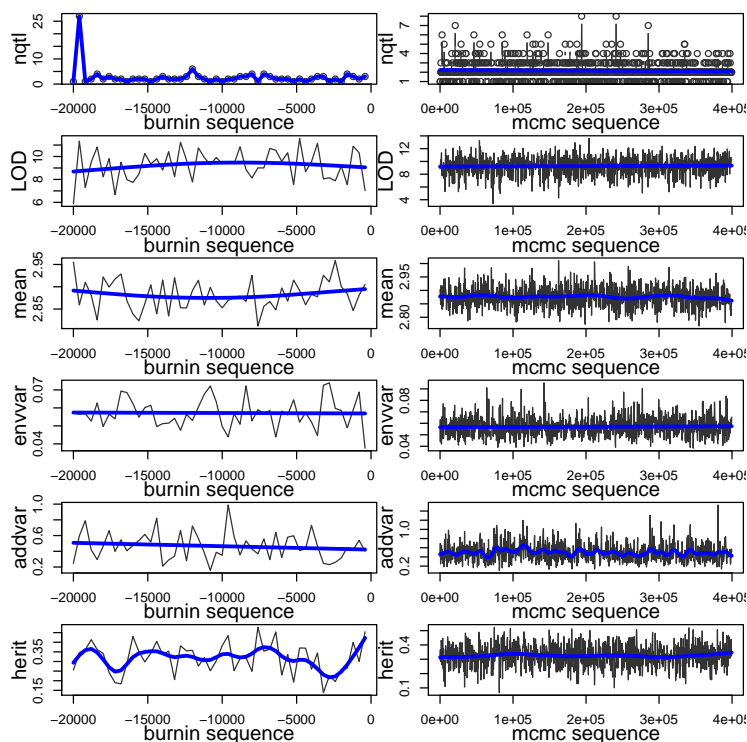 nqtl
0 10 25
−20000 −15000 −10000 −5000 0
burnin sequence
nqtl
1 4 7
0e+00 1e+05 2e+05 3e+05 4e+05
mcmc sequence
LOD
6 8 10
−20000 −15000 −10000 −5000 0
burnin sequence
LOD
4 8 12
0e+00 1e+05 2e+05 3e+05 4e+05
mcmc sequence
mean
2.85 2.95
−20000 −15000 −10000 −5000 0
burnin sequence
mean
2.80 2.95
0e+00 1e+05 2e+05 3e+05 4e+05
mcmc sequence
envvar
0.04 0.07
−20000 −15000 −10000 −5000 0
burnin sequence
envvar
0.04 0.08
0e+00 1e+05 2e+05 3e+05 4e+05
mcmc sequence
addvar
0.2 0.6 1.0
−20000 −15000 −10000 −5000 0
burnin sequence
addvar
0.2 1.0
0e+00 1e+05 2e+05 3e+05 4e+05
mcmc sequence
herit
0.15 0.35
−20000 −15000 −10000 −5000 0
burnin sequence
herit
0.1 0.4
0e+00 1e+05 2e+05 3e+05 4e+05
mcmc sequence